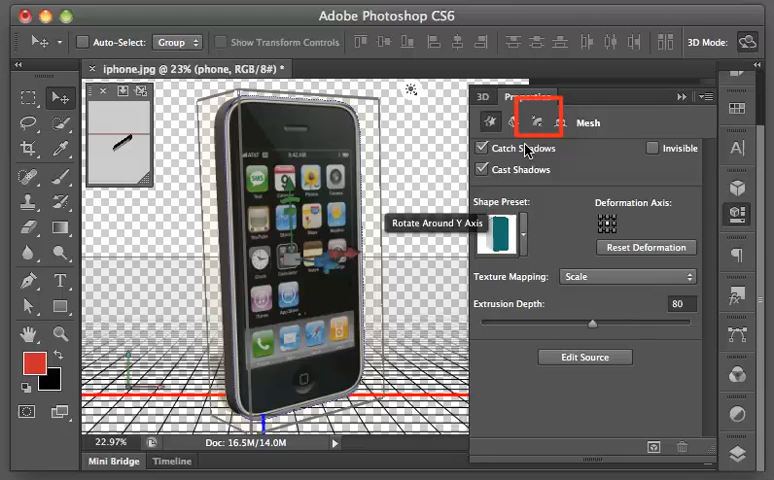 Adobe Photoshop CS6
Auto-Select: Group Show Transform Controls 3D Mode:
iphone.jpg @ 23% (phone, RGB/8#) *
3D Properties
Mesh
Catch Shadows Invisible
Cast Shadows
Shape Preset: Deformation Axis:
Rotate Around Y Axis
Reset Deformation
Texture Mapping: Scale
Extrusion Depth: 80
Edit Source
22.97% Doc: 16.5M/14.0M
Mini Bridge Timeline